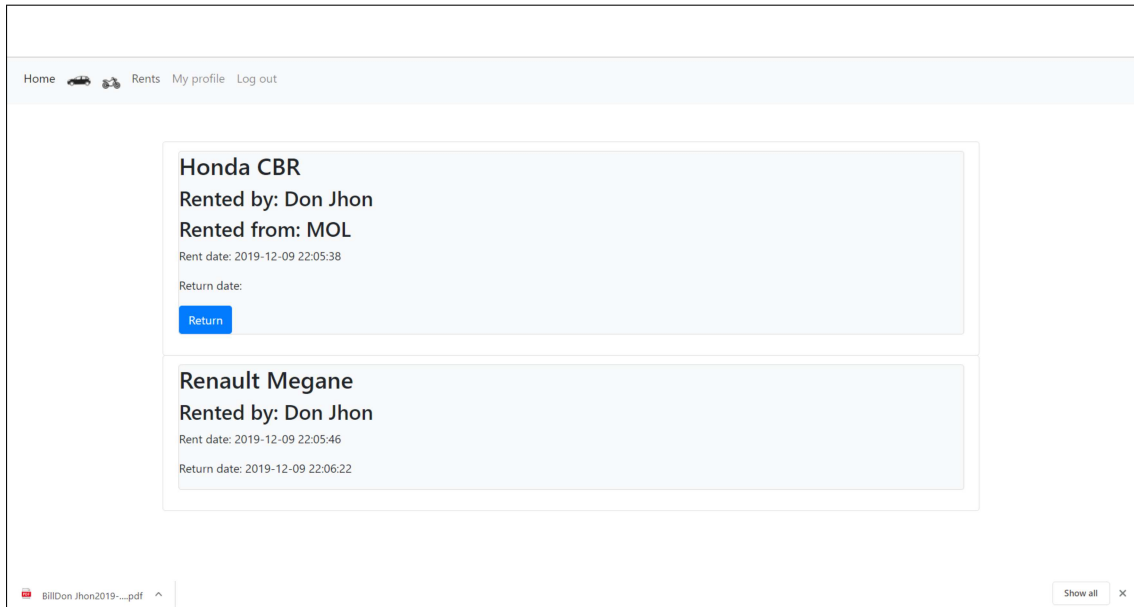 Home Rents My profile Log out
Honda CBR
Rented by: Don Jhon
Rented from: MOL
Rent date: 2019-12-09 22:05:38
Return date:
Return
Renault Megane
Rented by: Don Jhon
Rent date: 2019-12-09 22:05:46
Return date: 2019-12-09 22:06:22
BillDon Jhon2019-....pdf
Show all